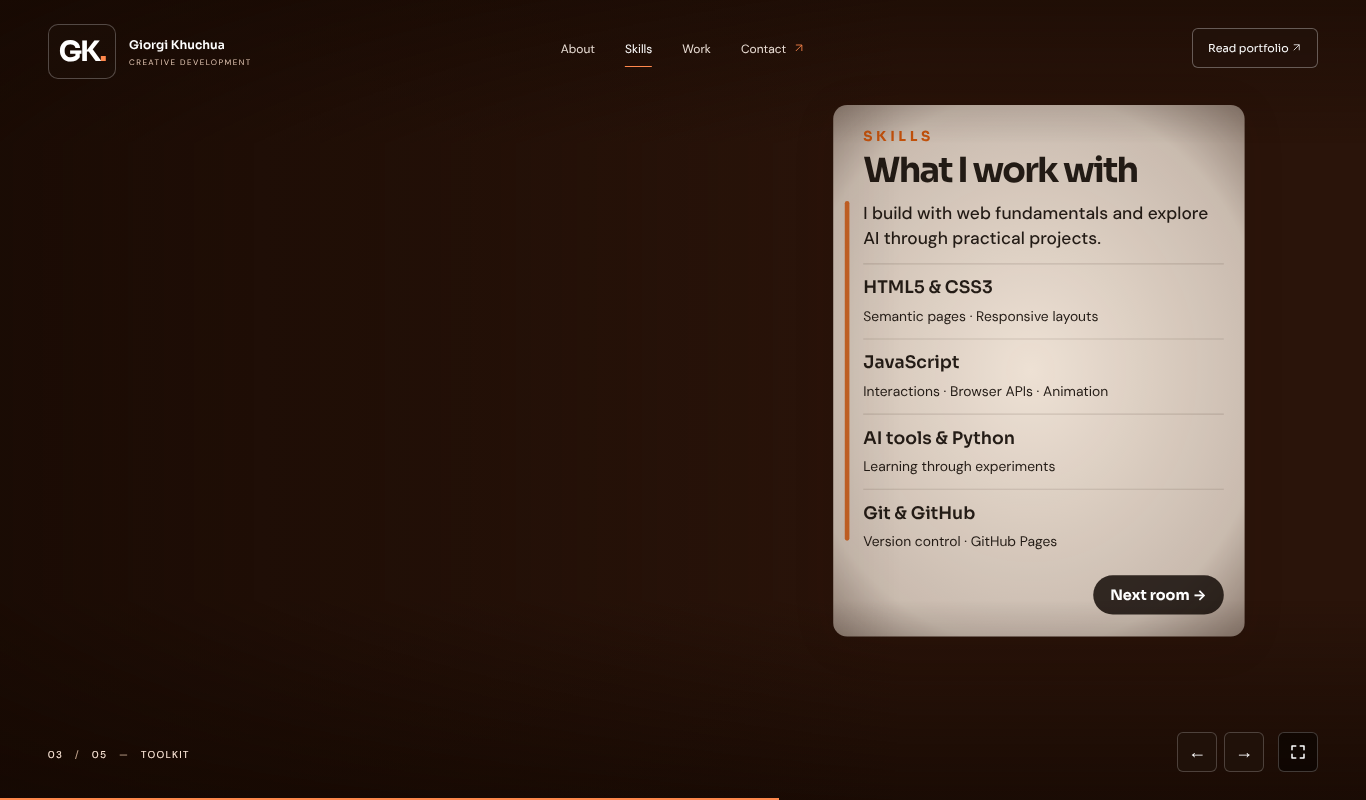 GK.
Giorgi Khuchua
CREATIVE DEVELOPMENT
About
Skills
Work
Contact ↗
Read portfolio ↗
SKILLS
What I work with
I build with web fundamentals and explore
AI through practical projects.
HTML5 & CSS3
Semantic pages · Responsive layouts
JavaScript
Interactions · Browser APIs · Animation
AI tools & Python
Learning through experiments
Git & GitHub
Version control · GitHub Pages
Next room →
03 / 05 — TOOLKIT
← →